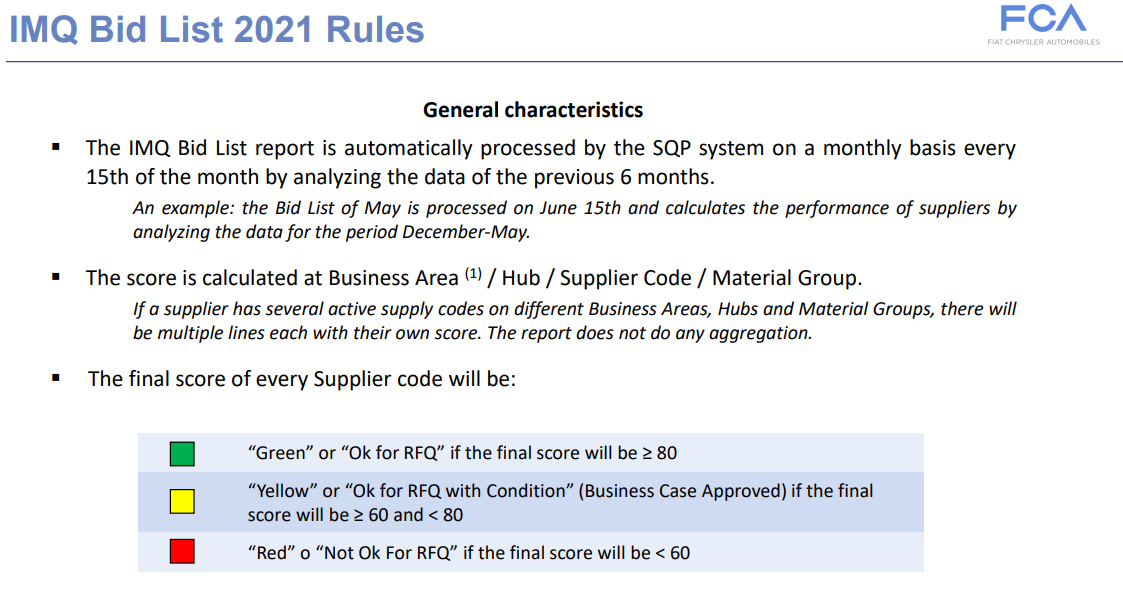 IMQ Bid List 2021 Rules
FCA
FIAT CHRYSLER AUTOMOBILES
General characteristics
▪ The IMQ Bid List report is automatically processed by the SQP system on a monthly basis every
15th of the month by analyzing the data of the previous 6 months.
An example: the Bid List of May is processed on June 15th and calculates the performance of suppliers by
analyzing the data for the period December-May.
▪ The score is calculated at Business Area (1) / Hub / Supplier Code / Material Group.
If a supplier has several active supply codes on different Business Areas, Hubs and Material Groups, there will
be multiple lines each with their own score. The report does not do any aggregation.
▪ The final score of every Supplier code will be:
“Green” or “Ok for RFQ” if the final score will be ≥ 80
“Yellow” or “Ok for RFQ with Condition” (Business Case Approved) if the final
score will be ≥ 60 and < 80
“Red” o “Not Ok For RFQ” if the final score will be < 60